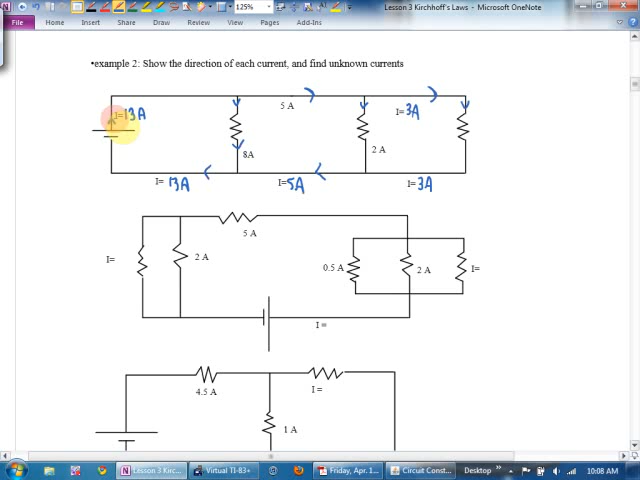 Lesson 3 Kirchhoff's Laws - OneNote
File Home Insert Share Draw Review View Add-Ins
125%
•example 2: Show the direction of each current, and find unknown currents
5 A
I=13A
I=3A
8A
2 A
I= 13A
I=5A
I=3A
5 A
I=
2 A
0.5 A
2 A
I=
I =
4.5 A
I =
1 A
Lesson 3 Kirch...
Virtual TI-83+
Friday, Apr. 1...
Circuit Const...
Desktop
10:08 AM